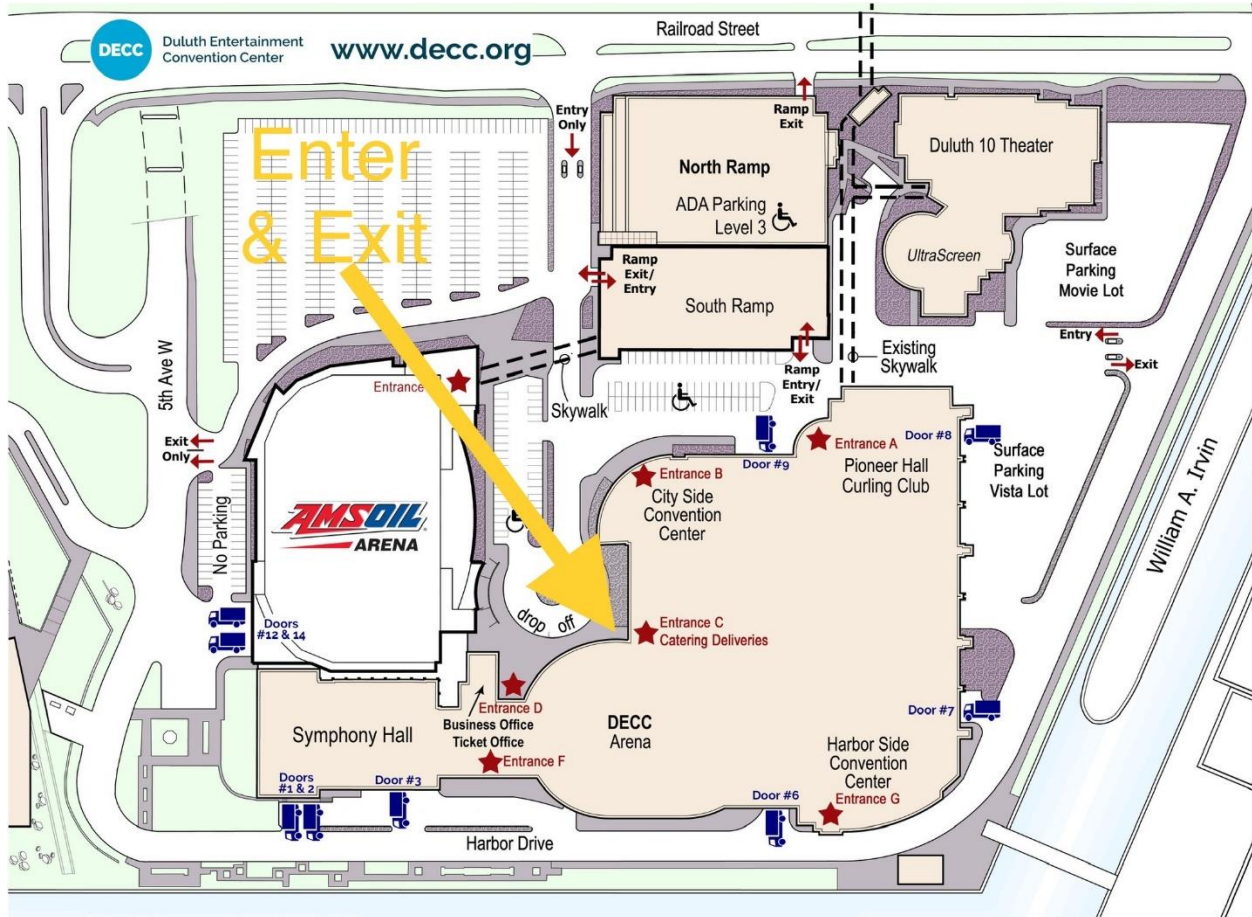 DECC
Duluth Entertainment
Convention Center
www.decc.org
Railroad Street
Entry
Only
Ramp
Exit
Enter
& Exit
North Ramp
ADA Parking
Level 3
Duluth 10 Theater
UltraScreen
Surface
Parking
Movie Lot
Ramp
Exit/
Entry
South Ramp
Entry
Exit
Ramp
Entry/
Exit
Existing
Skywalk
Skywalk
5th Ave W
Entrance
Exit
Only
No Parking
AMSOIL
ARENA
Door #9
Entrance A
Door #8
Pioneer Hall
Curling Club
Surface
Parking
Vista Lot
William A. Irvin
Entrance B
City Side
Convention
Center
drop off
Entrance C
Catering Deliveries
Doors
#12 & 14
Entrance D
Business Office
Ticket Office
Symphony Hall
DECC
Arena
Door #7
Entrance F
Harbor Side
Convention
Center
Doors
#1 & 2
Door #3
Door #6
Entrance G
Harbor Drive